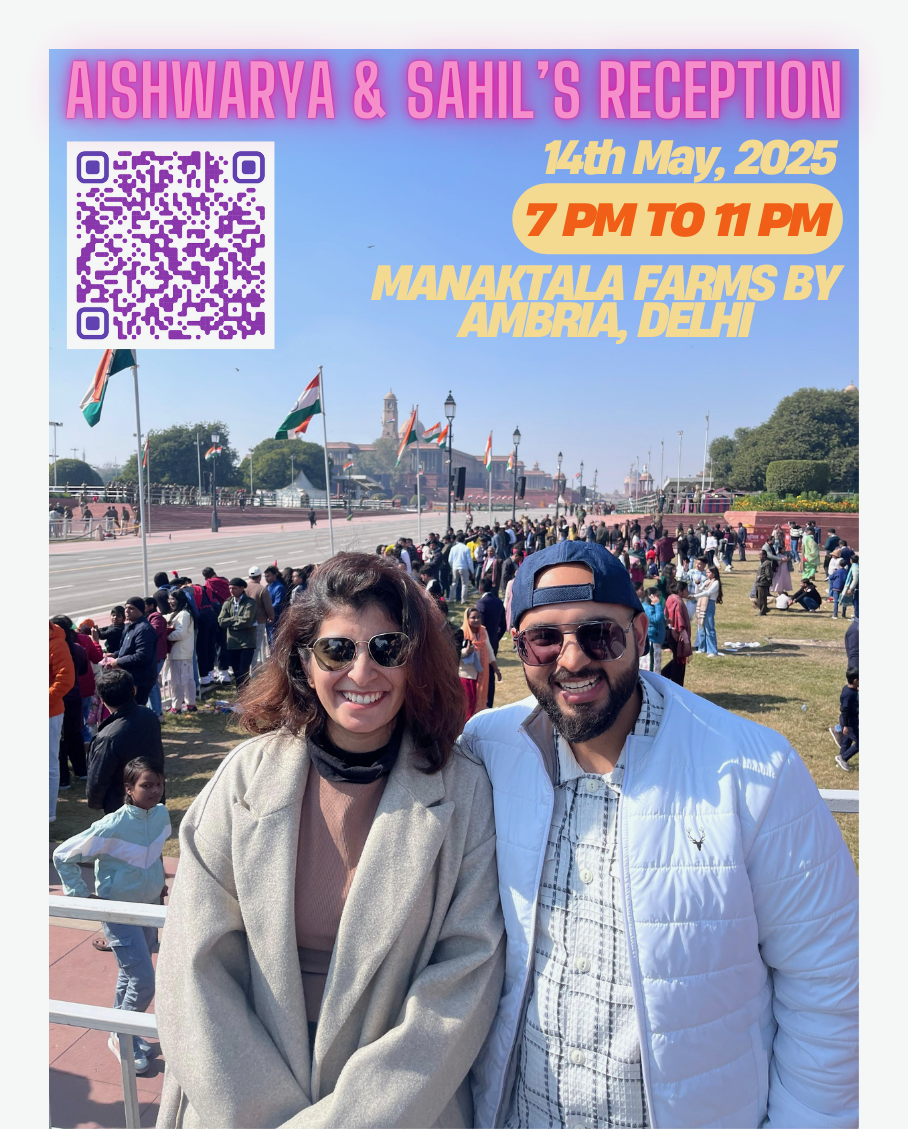 AISHWARYA & SAHIL'S RECEPTION
14th May, 2025
7 PM TO 11 PM
MANAKTALA FARMS BY
AMBRIA, DELHI